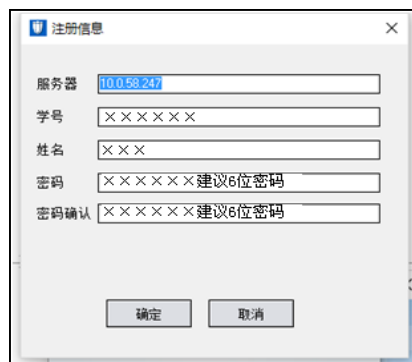 注册信息
服务器 10.0.58.247
学号 ××××××
姓名 ×××
密码 ××××××建议6位密码
密码确认 ××××××建议6位密码
确定 取消